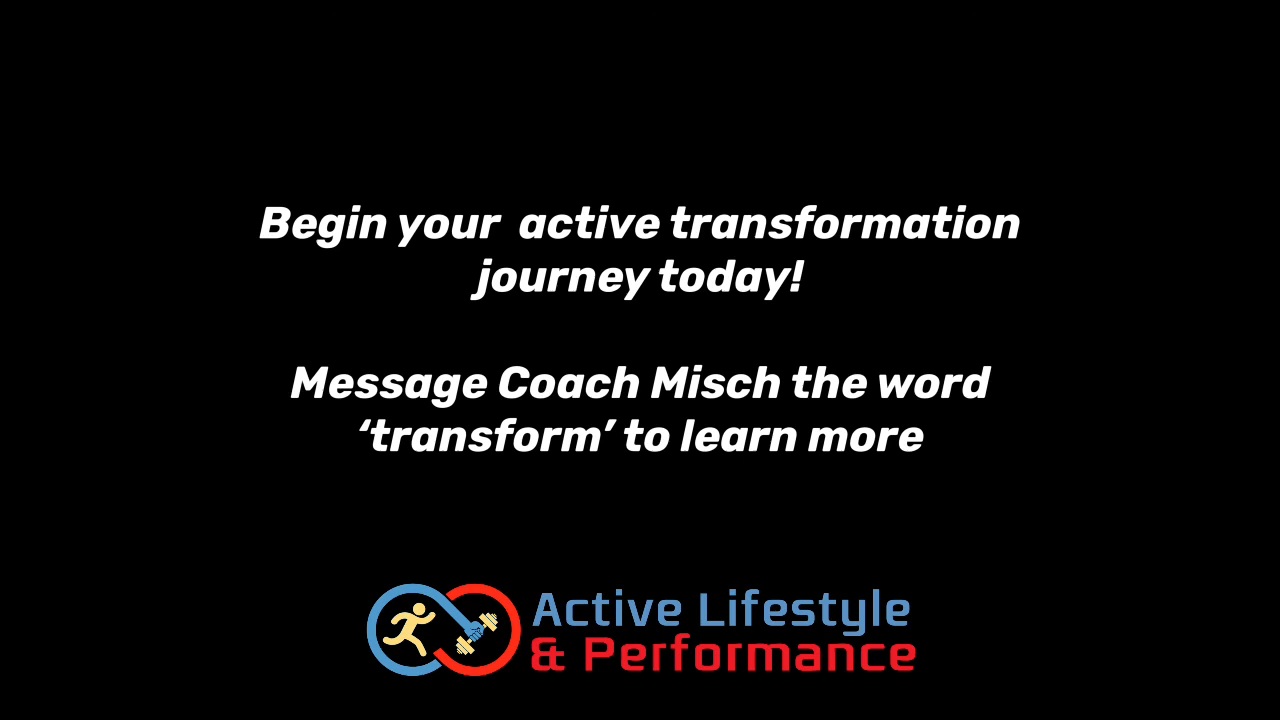 Begin your  active transformation
journey today!
Message Coach Misch the word
‘transform’ to learn more
Active Lifestyle
& Performance